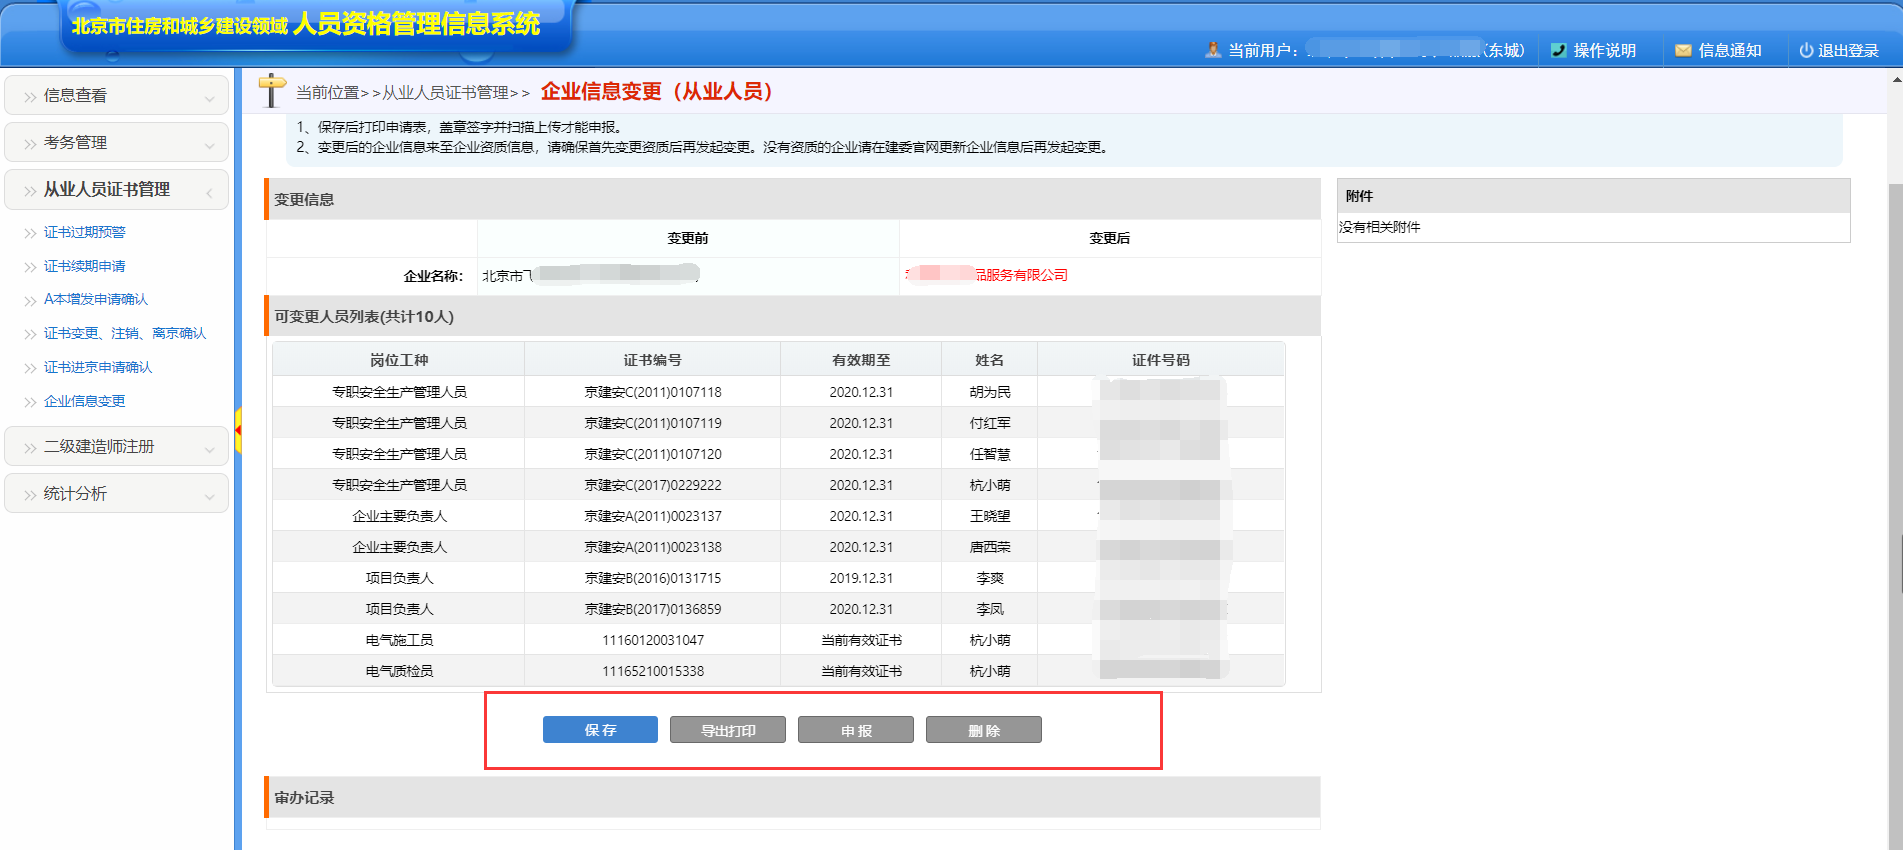 北京市住房和城乡建设领域 人员资格管理信息系统
当前用户： (东城) 操作说明 信息通知 退出登录
信息查看
考务管理
从业人员证书管理
证书过期预警
证书续期申请
A本增发申请确认
证书变更、注销、离京确认
证书进京申请确认
企业信息变更
二级建造师注册
统计分析
当前位置>>从业人员证书管理>> 企业信息变更（从业人员）
1、保存后打印申请表，盖章签字并扫描上传才能申报。
2、变更后的企业信息来至企业资质信息，请确保首先变更资质后再发起变更。没有资质的企业请在建委官网更新企业信息后再发起变更。
变更信息
变更前 变更后
企业名称： 北京市 品服务有限公司
可变更人员列表(共计10人)
岗位工种 证书编号 有效期至 姓名 证件号码
专职安全生产管理人员 京建安C(2011)0107118 2020.12.31 胡为民
专职安全生产管理人员 京建安C(2011)0107119 2020.12.31 付红军
专职安全生产管理人员 京建安C(2011)0107120 2020.12.31 任智慧
专职安全生产管理人员 京建安C(2017)0229222 2020.12.31 杭小萌
企业主要负责人 京建安A(2011)0023137 2020.12.31 王晓望
企业主要负责人 京建安A(2011)0023138 2020.12.31 唐西荣
项目负责人 京建安B(2016)0131715 2019.12.31 李爽
项目负责人 京建安B(2017)0136859 2020.12.31 李凤
电气施工员 11160120031047 当前有效证书 杭小萌
电气质检员 11165210015338 当前有效证书 杭小萌
保 存 导出打印 申 报 删 除
审办记录
附件
没有相关附件